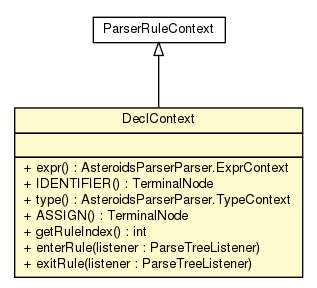 ParserRuleContext
DeclContext
+ expr() : AsteroidsParserParser.ExprContext
+ IDENTIFIER() : TerminalNode
+ type() : AsteroidsParserParser.TypeContext
+ ASSIGN() : TerminalNode
+ getRuleIndex() : int
+ enterRule(listener : ParseTreeListener)
+ exitRule(listener : ParseTreeListener)